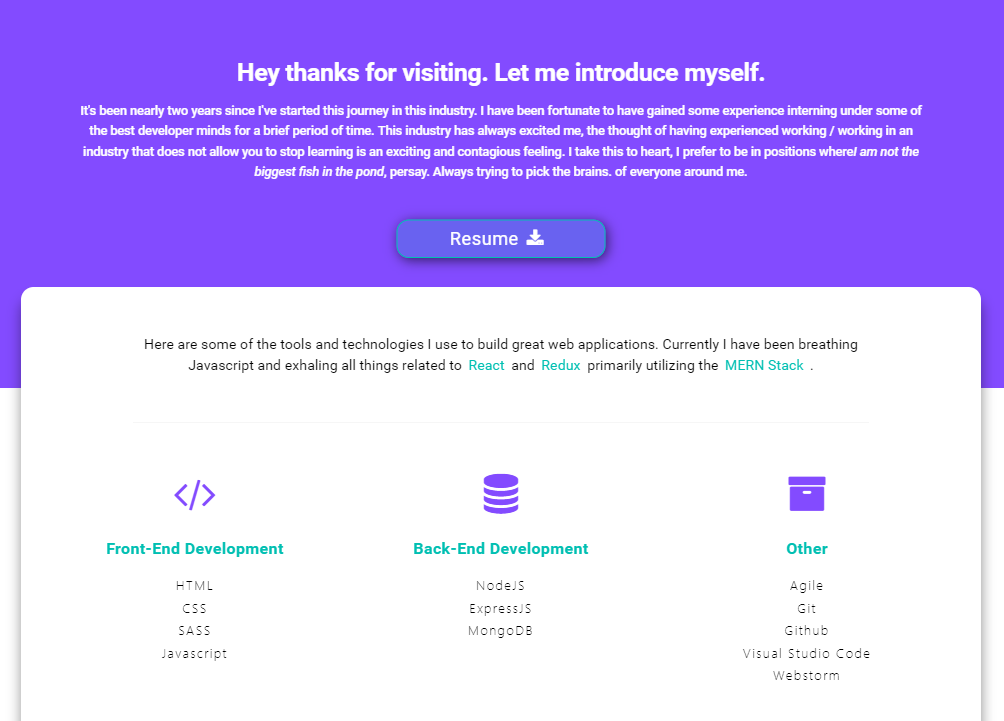 Hey thanks for visiting. Let me introduce myself.
It's been nearly two years since I've started this journey in this industry. I have been fortunate to have gained some experience interning under some of
the best developer minds for a brief period of time. This industry has always excited me, the thought of having experienced working / working in an
industry that does not allow you to stop learning is an exciting and contagious feeling. I take this to heart, I prefer to be in positions whereI am not the
biggest fish in the pond, persay. Always trying to pick the brains. of everyone around me.
Resume
Here are some of the tools and technologies I use to build great web applications. Currently I have been breathing
Javascript and exhaling all things related to React and Redux primarily utilizing the MERN Stack .
Front-End Development
HTML
CSS
SASS
Javascript
Back-End Development
NodeJS
ExpressJS
MongoDB
Other
Agile
Git
Github
Visual Studio Code
Webstorm